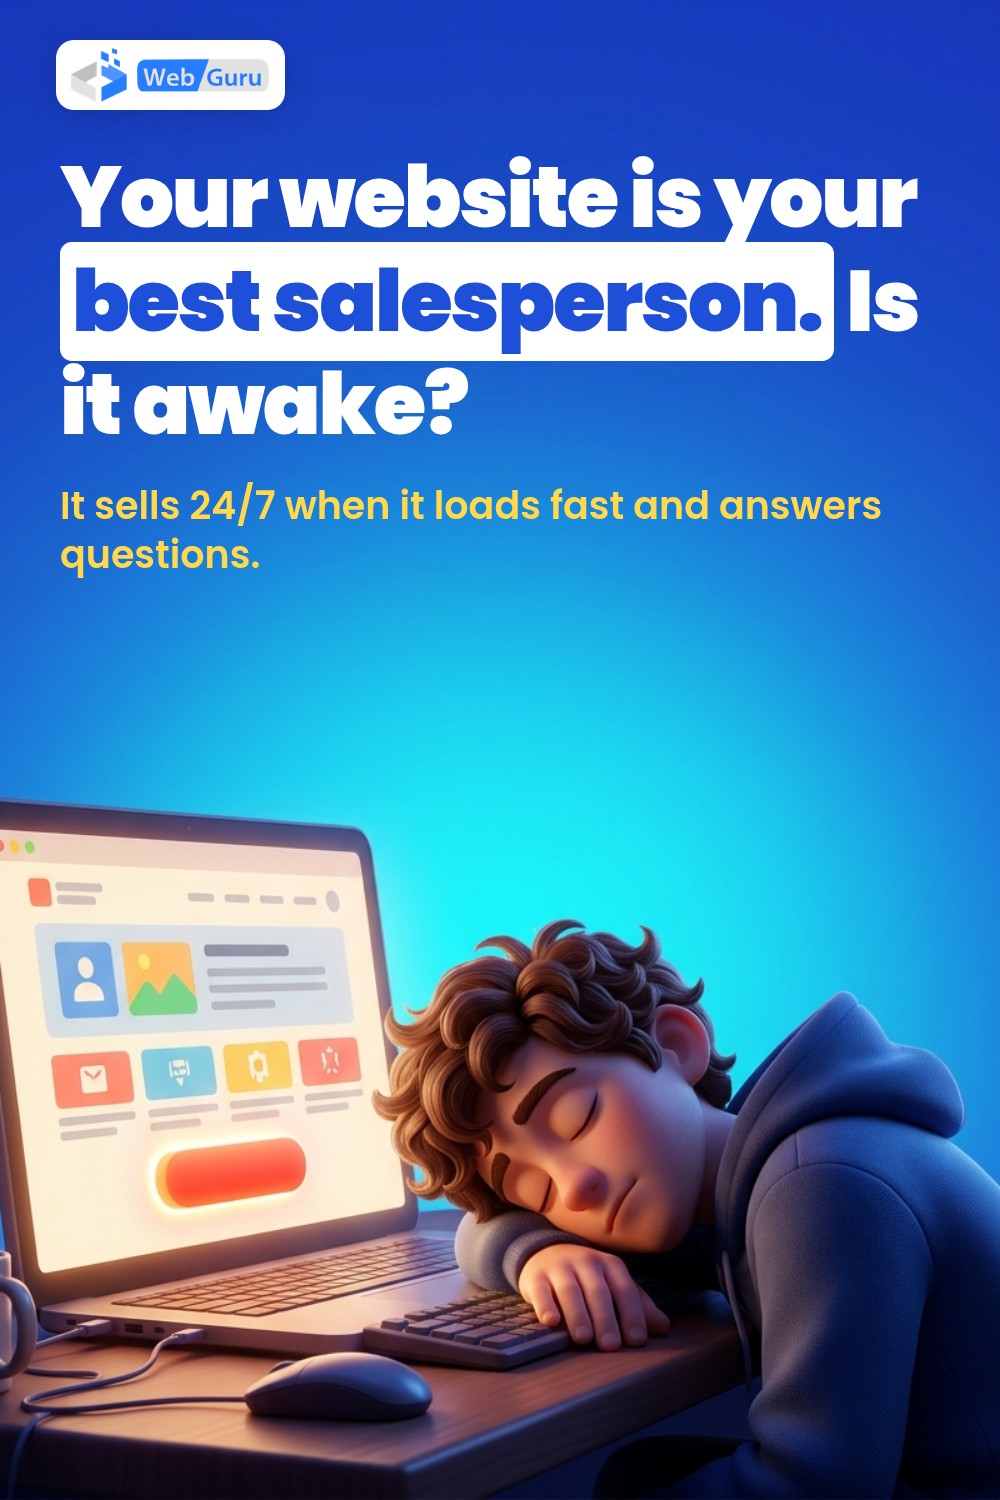 Web Guru
Your website is your
best salesperson. Is
it awake?
It sells 24/7 when it loads fast and answers
questions.